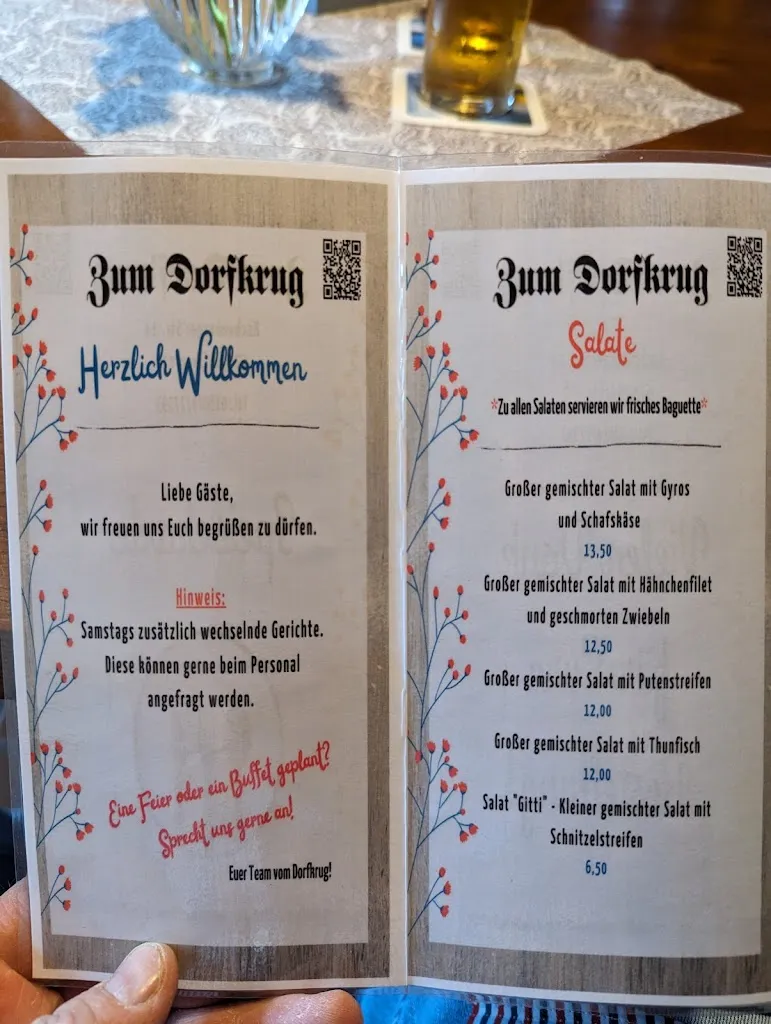 Zum Dorfkrug
Herzlich Willkommen
Liebe Gäste,
wir freuen uns Euch begrüßen zu dürfen.
Hinweis:
Samstags zusätzlich wechselnde Gerichte.
Diese können gerne beim Personal
angefragt werden.
Eine Feier oder ein Buffet geplant?
Sprecht uns gerne an!
Euer Team vom Dorfkrug!
Zum Dorfkrug
Salate
*Zu allen Salaten servieren wir frisches Baguette*
Großer gemischter Salat mit Gyros
und Schafskäse
13,50
Großer gemischter Salat mit Hähnchenfilet
und geschmorten Zwiebeln
12,50
Großer gemischter Salat mit Putenstreifen
12,00
Großer gemischter Salat mit Thunfisch
12,00
Salat "Gitti" - Kleiner gemischter Salat mit
Schnitzelstreifen
6,50